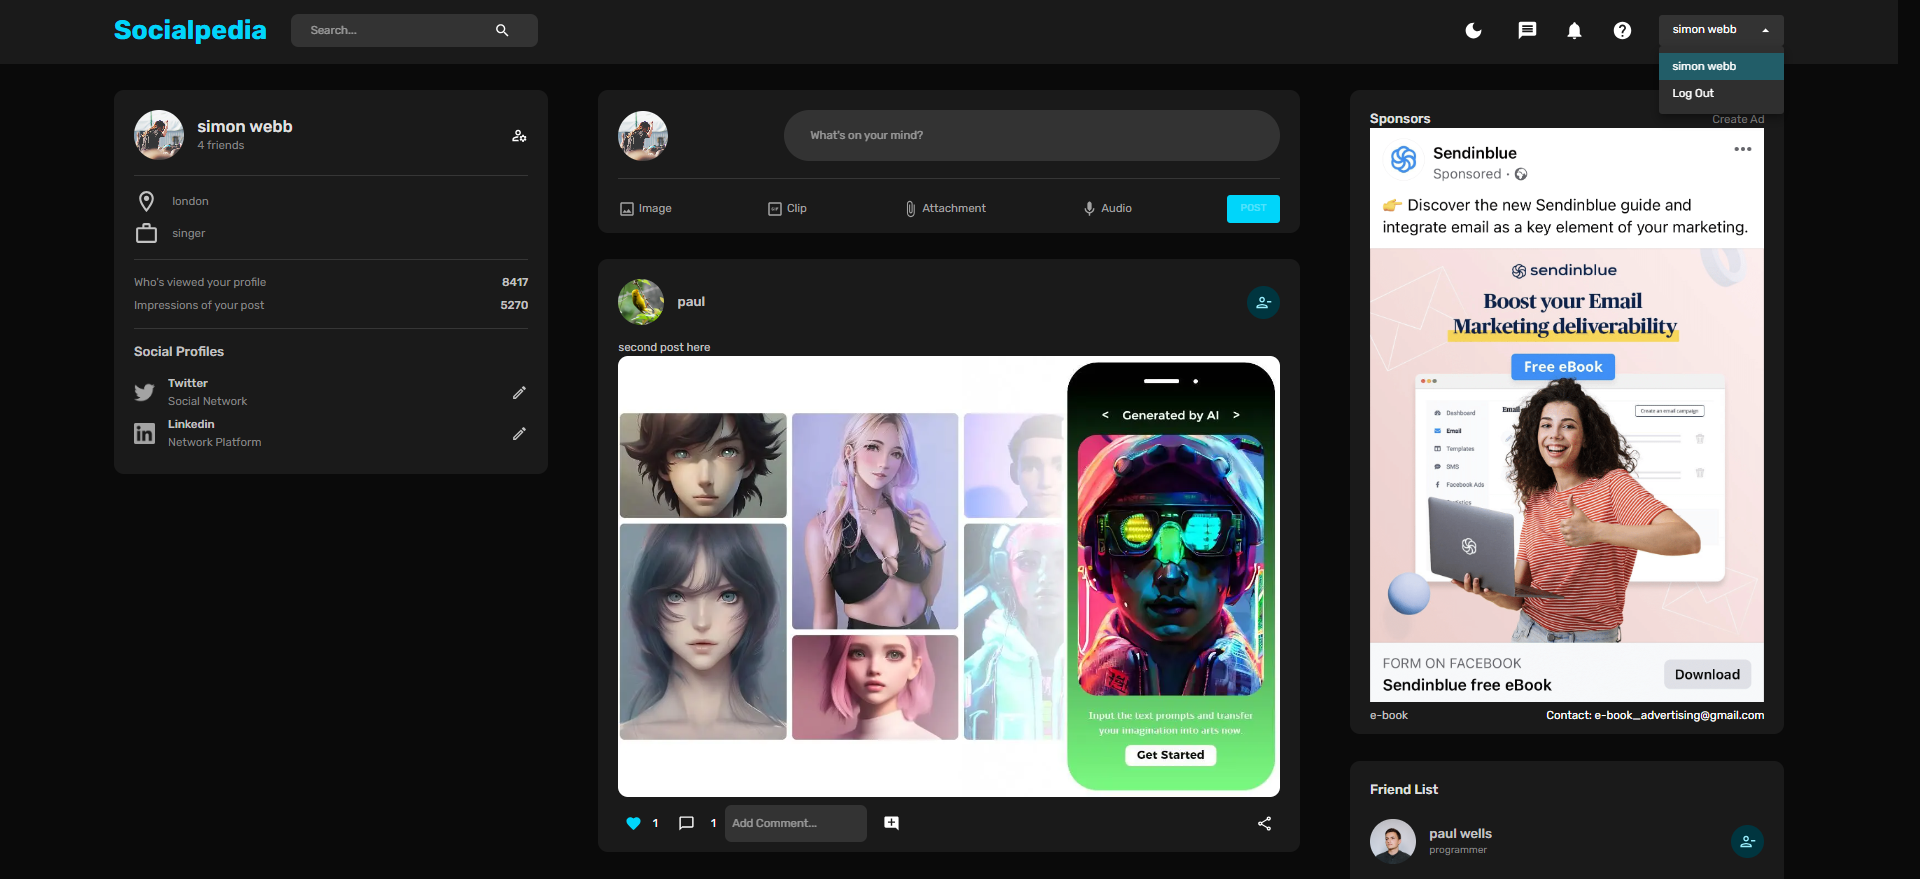 Socialpedia
Search...
simon webb
simon webb
Log Out
simon webb
4 friends
london
singer
Who's viewed your profile 8417
Impressions of your post 5270
Social Profiles
Twitter
Social Network
Linkedin
Network Platform
What's on your mind?
Image
GIF Clip
Attachment
Audio
POST
paul
second post here
< Generated by AI >
Input the text prompts and transfer
your imagination into arts now.
Get Started
1
1
Add Comment...
Sponsors
Create Ad
Sendinblue
Sponsored ·
Discover the new Sendinblue guide and
integrate email as a key element of your marketing.
sendinblue
Boost your Email
Marketing deliverability
Free eBook
Dashboard
Email
Templates
SMS
Facebook Ads
Email
Create an email campaign
FORM ON FACEBOOK
Sendinblue free eBook
Download
e-book
Contact: e-book_advertising@gmail.com
Friend List
paul wells
programmer